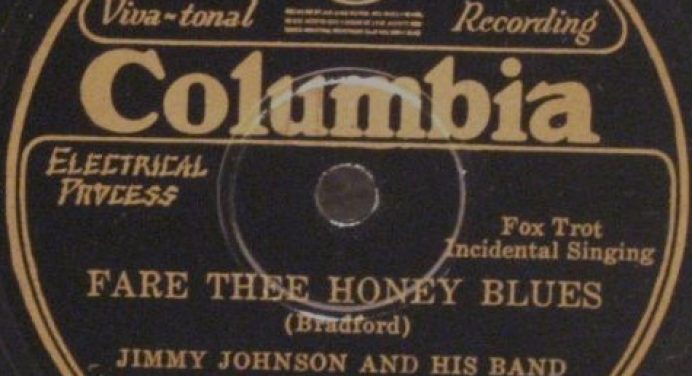 Viva-tonal Recording
Columbia
ELECTRICAL
PROCESS
Fox Trot
Incidental Singing
FARE THEE HONEY BLUES
(Bradford)
JIMMY JOHNSON AND HIS BAND